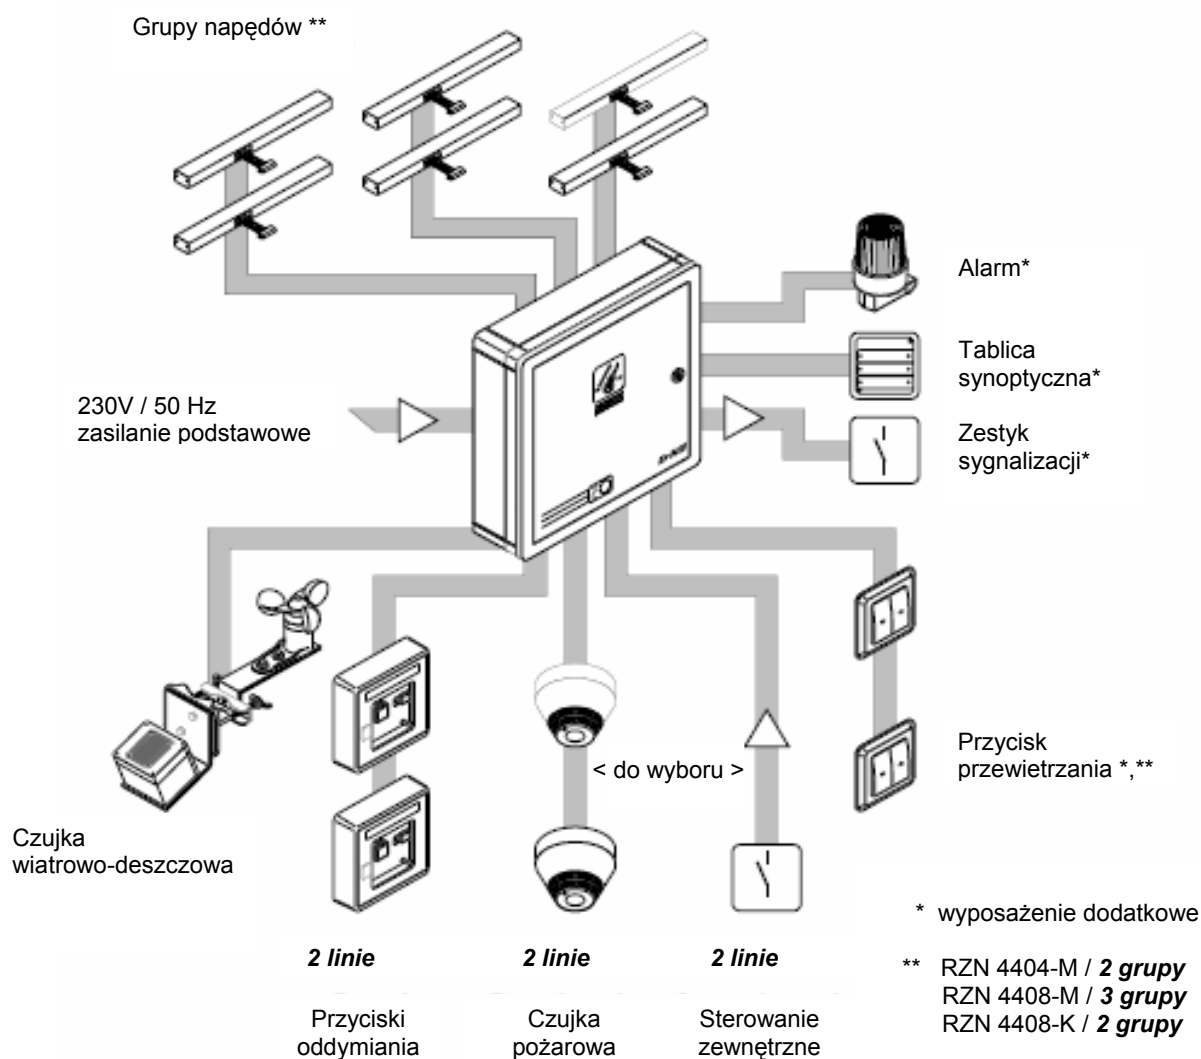 Grupy napędów **
Alarm*
Tablica
synoptyczna*
230V / 50 Hz
zasilanie podstawowe
Zestyk
sygnalizacji*
Przycisk
przewietrzania *,**
< do wyboru >
Czujka
wiatrowo-deszczowa
* wyposażenie dodatkowe
2 linie
2 linie
2 linie
** RZN 4404-M / 2 grupy
RZN 4408-M / 3 grupy
RZN 4408-K / 2 grupy
Przyciski
oddymiania
Czujka
pożarowa
Sterowanie
zewnętrzne